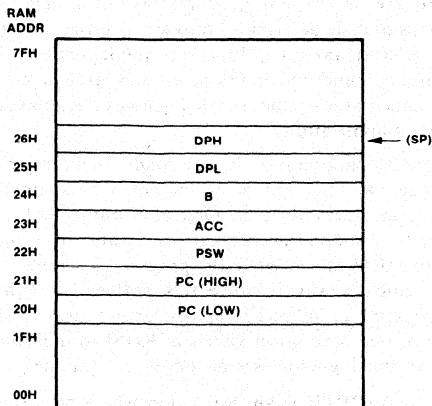 RAM
ADDR
7FH
26H DPH (SP)
25H DPL
24H B
23H ACC
22H PSW
21H PC (HIGH)
20H PC (LOW)
1FH
00H